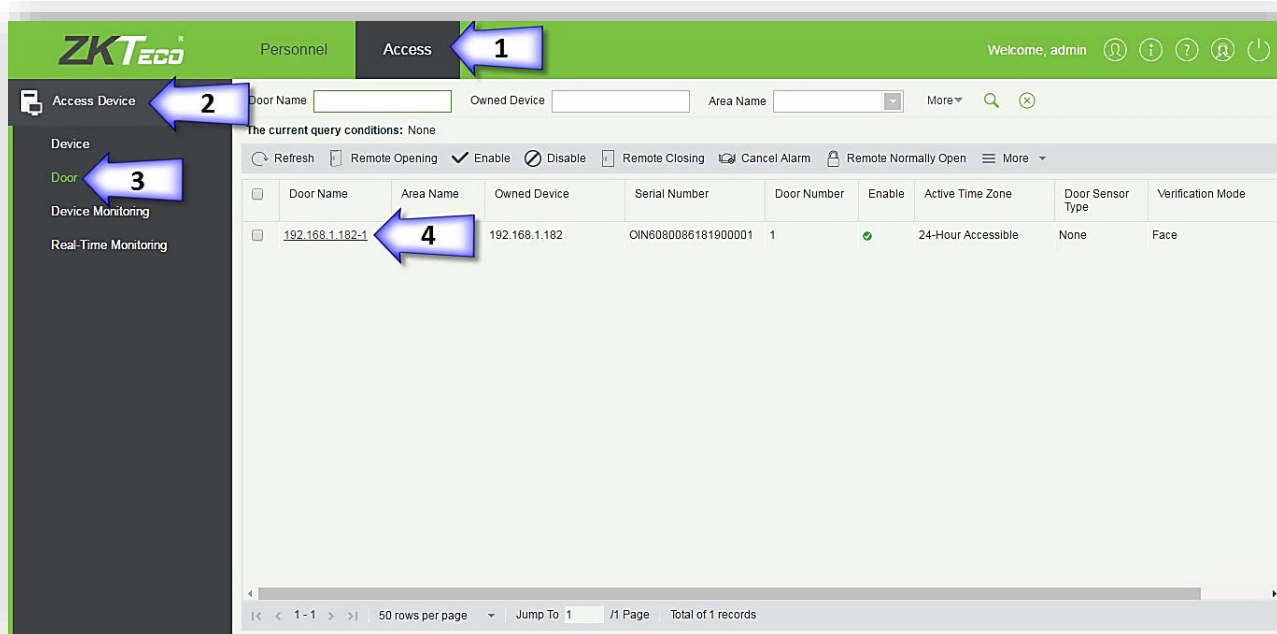 ZKTECO
Personnel Access 1 Welcome, admin
Access Device 2
Device
Door 3
Device Monitoring
Real-Time Monitoring
Door Name Owned Device Area Name More
The current query conditions: None
Refresh Remote Opening Enable Disable Remote Closing Cancel Alarm Remote Normally Open More
Door Name Area Name Owned Device Serial Number Door Number Enable Active Time Zone Door Sensor Type Verification Mode
192.168.1.182-1 4 192.168.1.182 OIN6080086181900001 1 24-Hour Accessible None Face
1-1 50 rows per page Jump To 1 /1 Page Total of 1 records